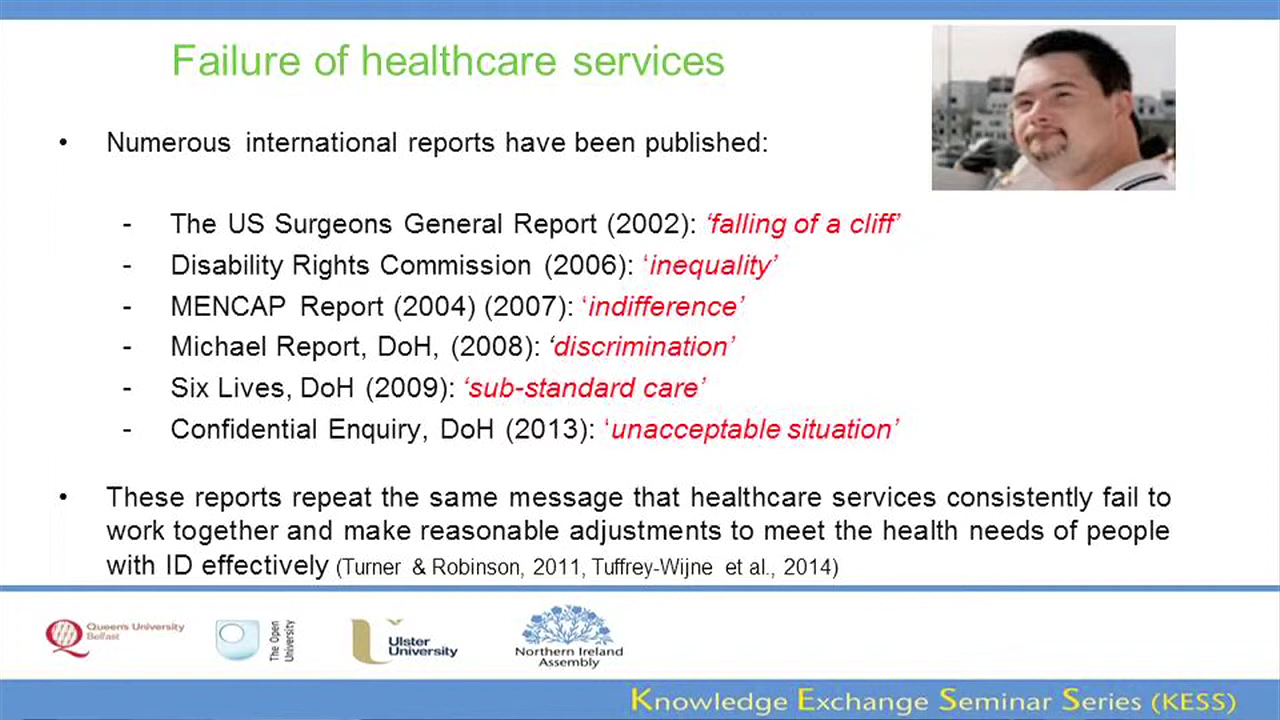 Failure of healthcare services
• Numerous international reports have been published:
- The US Surgeons General Report (2002): ‘falling of a cliff’
- Disability Rights Commission (2006): ‘inequality’
- MENCAP Report (2004) (2007): ‘indifference’
- Michael Report, DoH, (2008): ‘discrimination’
- Six Lives, DoH (2009): ‘sub-standard care’
- Confidential Enquiry, DoH (2013): ‘unacceptable situation’
• These reports repeat the same message that healthcare services consistently fail to
work together and make reasonable adjustments to meet the health needs of people
with ID effectively (Turner & Robinson, 2011, Tuffrey-Wijne et al., 2014)
Queen's University
Belfast
The Open
University
Ulster
University
Northern Ireland
Assembly
Knowledge Exchange Seminar Series (KESS)